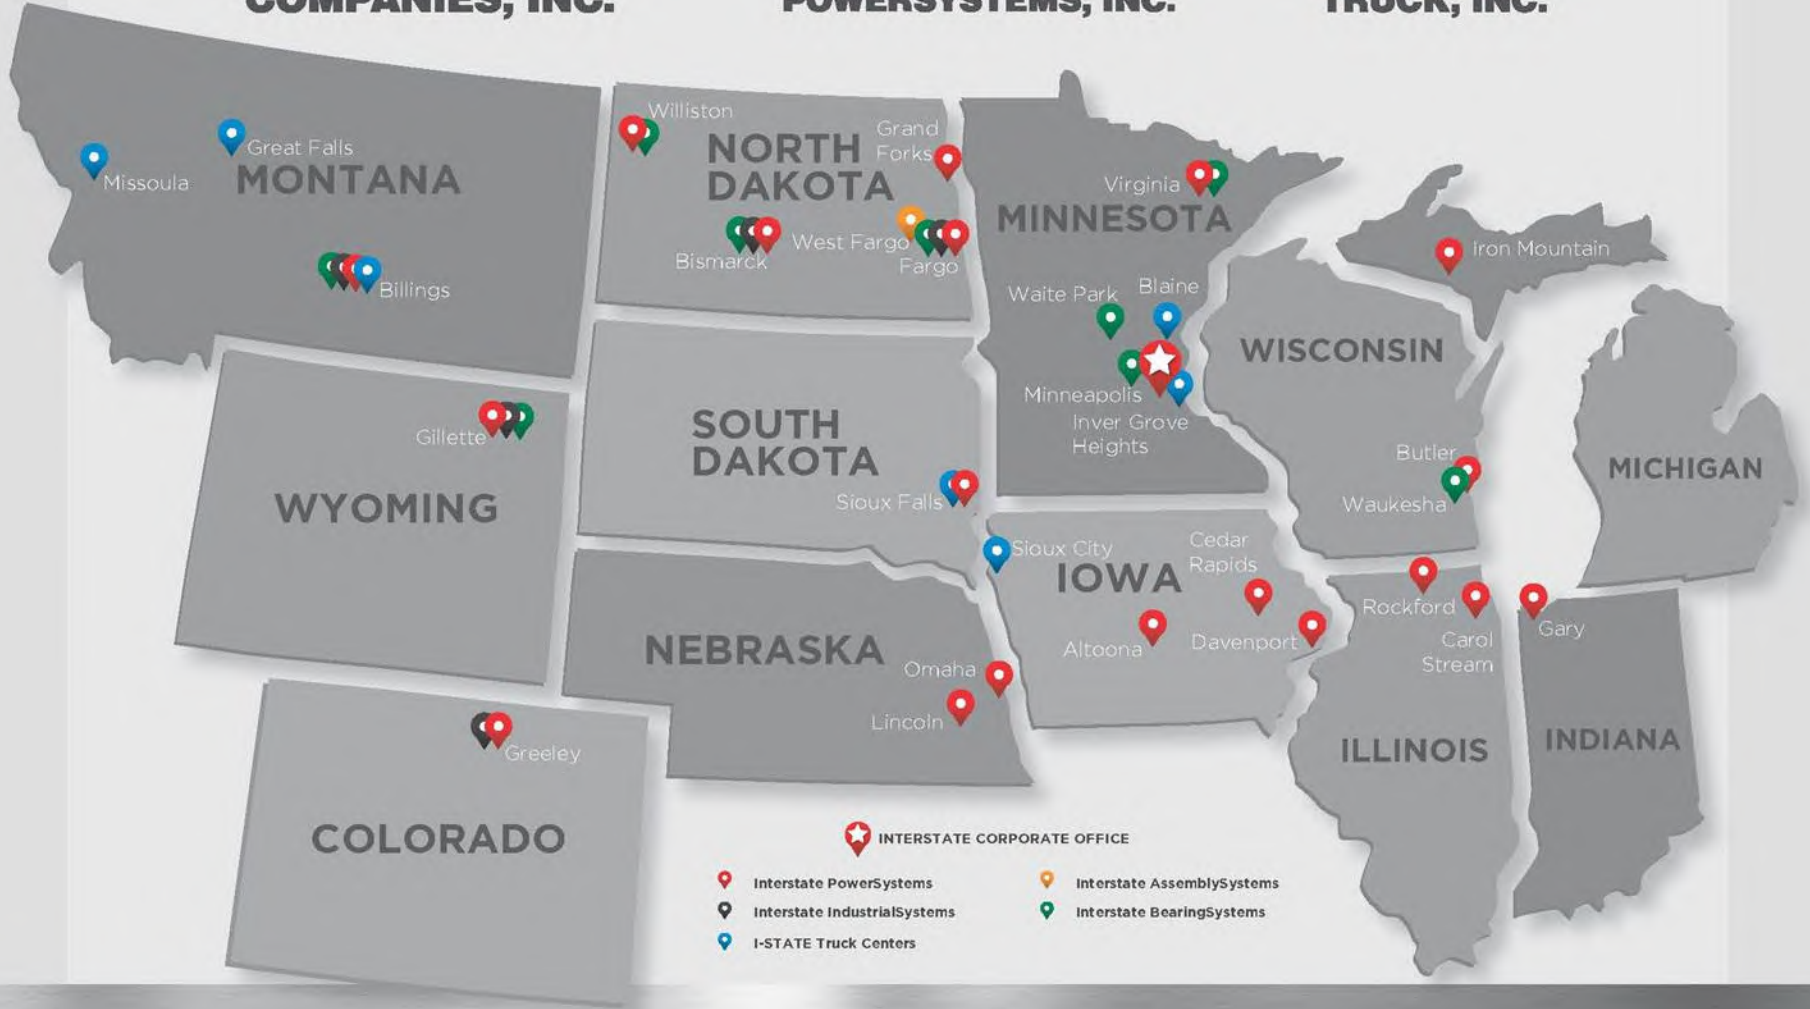 COMPANIES, INC.
POWERSYSTEMS, INC.
TRUCK, INC.
Williston
NORTH
DAKOTA
Grand
Forks
Great Falls
Missoula
MONTANA
Virginia
MINNESOTA
Iron Mountain
Bismarck
West Fargo
Fargo
Billings
Waite Park
Blaine
WISCONSIN
Minneapolis
Inver Grove
Heights
Gillette
SOUTH
DAKOTA
Butler
Waukesha
MICHIGAN
WYOMING
Sioux Falls
Sioux City
IOWA
Cedar
Rapids
Rockford
Carol
Stream
Gary
NEBRASKA
Altoona
Davenport
Omaha
Lincoln
Greeley
ILLINOIS
INDIANA
COLORADO
INTERSTATE CORPORATE OFFICE
Interstate PowerSystems
Interstate AssemblySystems
Interstate IndustrialSystems
Interstate BearingSystems
I-STATE Truck Centers